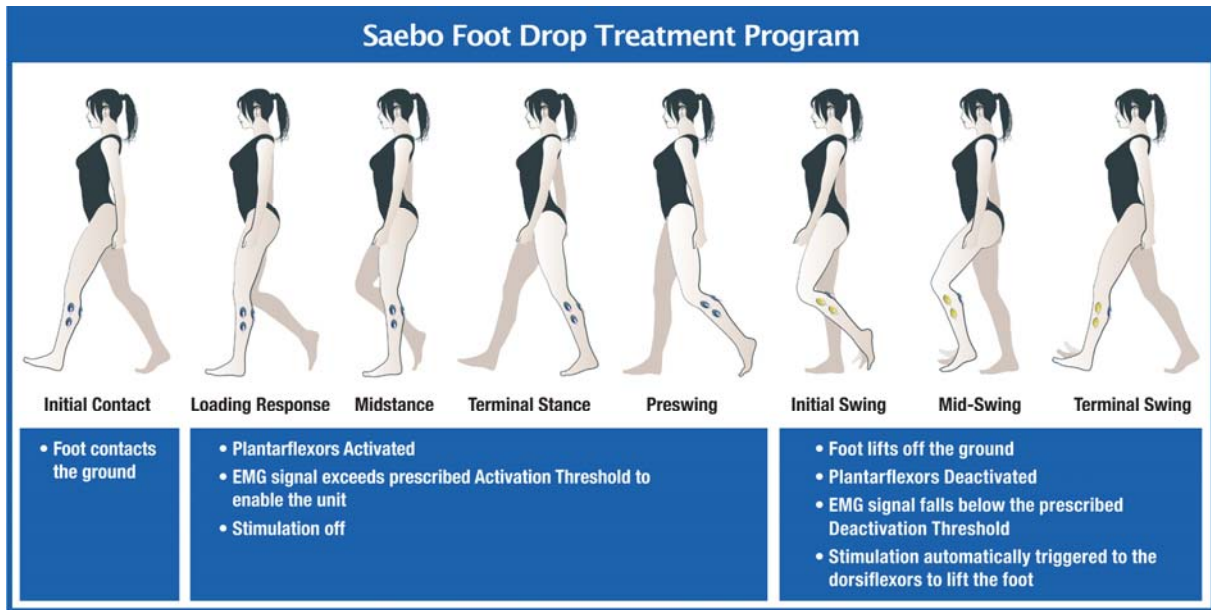 Saebo Foot Drop Treatment Program
Initial Contact
Loading Response
Midstance
Terminal Stance
Preswing
Initial Swing
Mid-Swing
Terminal Swing
• Foot contacts
the ground
• Plantarflexors Activated
• EMG signal exceeds prescribed Activation Threshold to
enable the unit
• Stimulation off
• Foot lifts off the ground
• Plantarflexors Deactivated
• EMG signal falls below the prescribed
Deactivation Threshold
• Stimulation automatically triggered to the
dorsiflexors to lift the foot